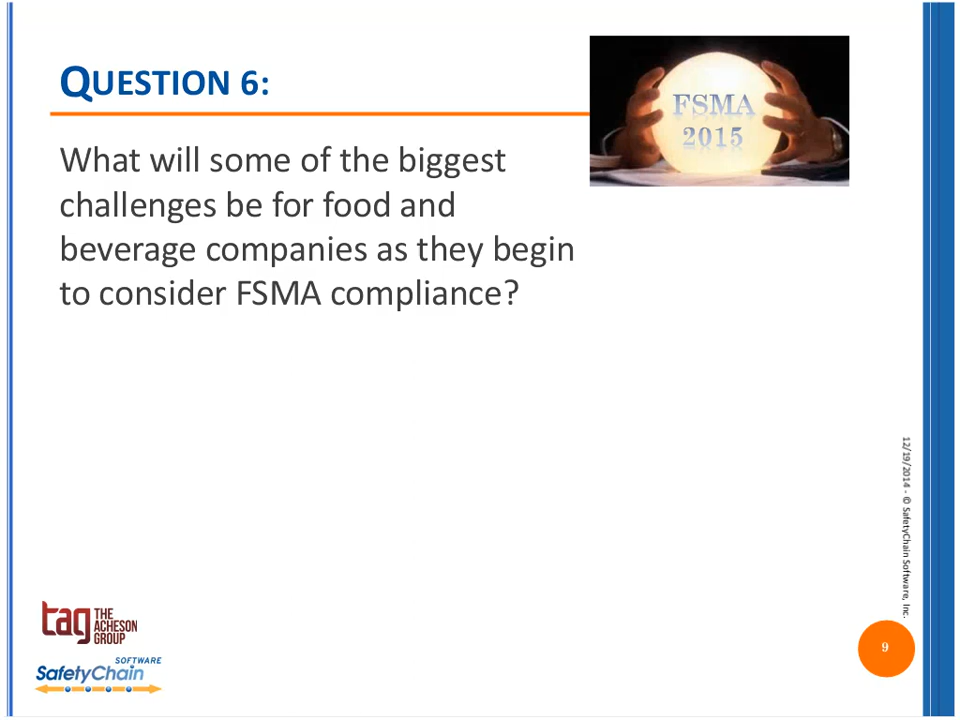 QUESTION 6:
FSMA
2015
What will some of the biggest
challenges be for food and
beverage companies as they begin
to consider FSMA compliance?
12/19/2014 - © SafetyChain Software, Inc.
tag THE
ACHESON
GROUP
SOFTWARE
SafetyChain
9